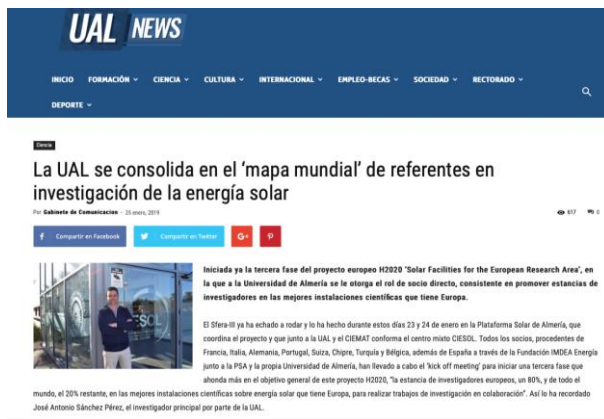 UAL NEWS
INICIO FORMACIÓN CIENCIA CULTURA INTERNACIONAL EMPLEO-BECAS SOCIEDAD RECTORADO
DEPORTE
Ciencia
La UAL se consolida en el ‘mapa mundial’ de referentes en
investigación de la energía solar
Por Gabinete de Comunicacion - 25 enero, 2019 617 0
Compartir en Facebook Compartir en Twitter G+
Iniciada ya la tercera fase del proyecto europeo H2020 ‘Solar Facilities for the European Research Area’, en
la que a la Universidad de Almería se le otorga el rol de socio directo, consistente en promover estancias de
investigadores en las mejores instalaciones científicas que tiene Europa.
El Sfera-III ya ha echado a rodar y lo ha hecho durante estos días 23 y 24 de enero en la Plataforma Solar de Almería, que
coordina el proyecto y que junto a la UAL y el CIEMAT conforma el centro mixto CIESOL. Todos los socios, procedentes de
Francia, Italia, Alemania, Portugal, Suiza, Chipre, Turquía y Bélgica, además de España a través de la Fundación IMDEA Energía
junto a la PSA y la propia Universidad de Almería, han llevado a cabo el ‘kick off meeting’ para iniciar una tercera fase que
ahonda más en el objetivo general de este proyecto H2020, “la estancia de investigadores europeos, un 80%, y de todo el
mundo, el 20% restante, en las mejores instalaciones científicas sobre energía solar que tiene Europa, para realizar trabajos de investigación en colaboración”. Así lo ha recordado
José Antonio Sánchez Pérez, el investigador principal por parte de la UAL.